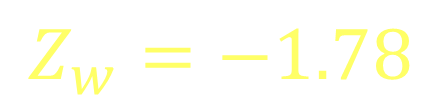 Z_w = −1.78